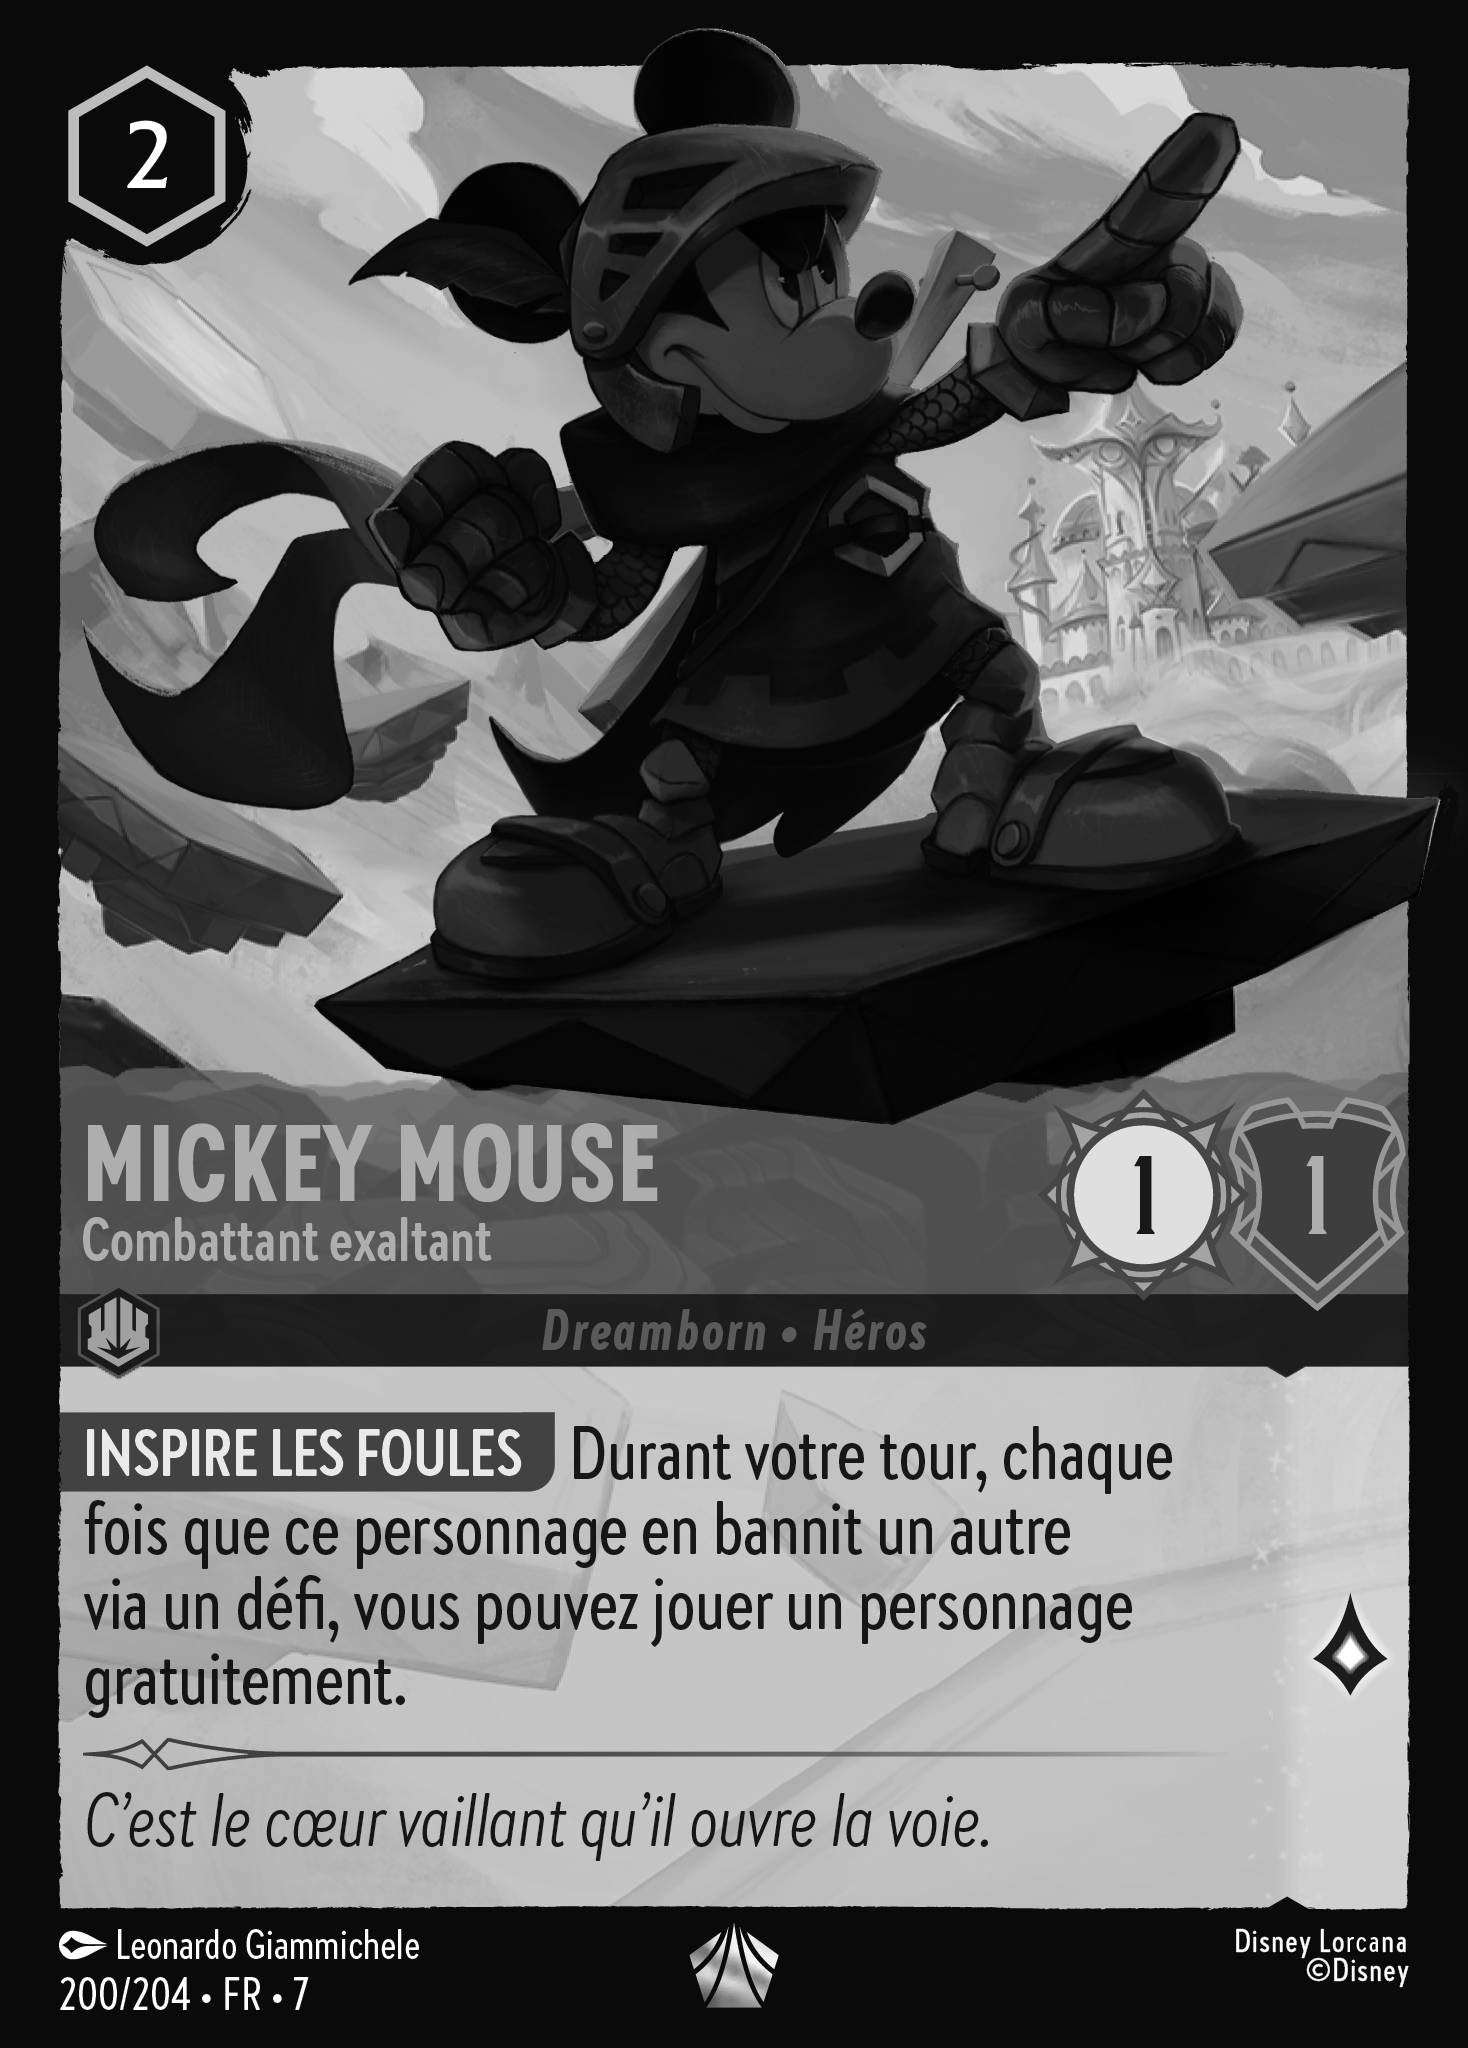 2
MICKEY MOUSE
Combattant exaltant
1
1
Dreamborn • Héros
INSPIRE LES FOULES Durant votre tour, chaque
fois que ce personnage en bannit un autre
via un défi, vous pouvez jouer un personnage
gratuitement.
C’est le cœur vaillant qu’il ouvre la voie.
Leonardo Giammichele
200/204 • FR • 7
Disney Lorcana
©Disney